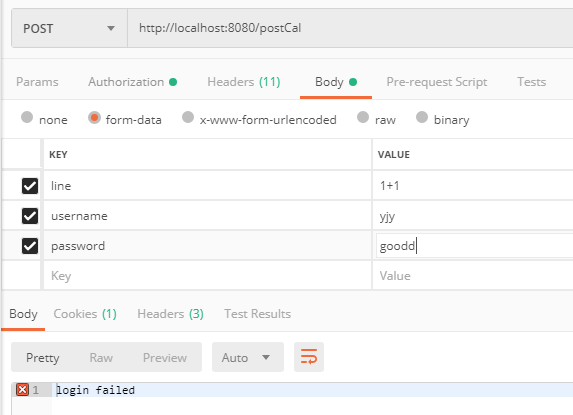 POST http://localhost:8080/postCal
Params Authorization Headers (11) Body Pre-request Script Tests
none form-data x-www-form-urlencoded raw binary
KEY VALUE
line 1+1
username yjy
password goodd
Key Value
Body Cookies (1) Headers (3) Test Results
Pretty Raw Preview Auto
1 login failed